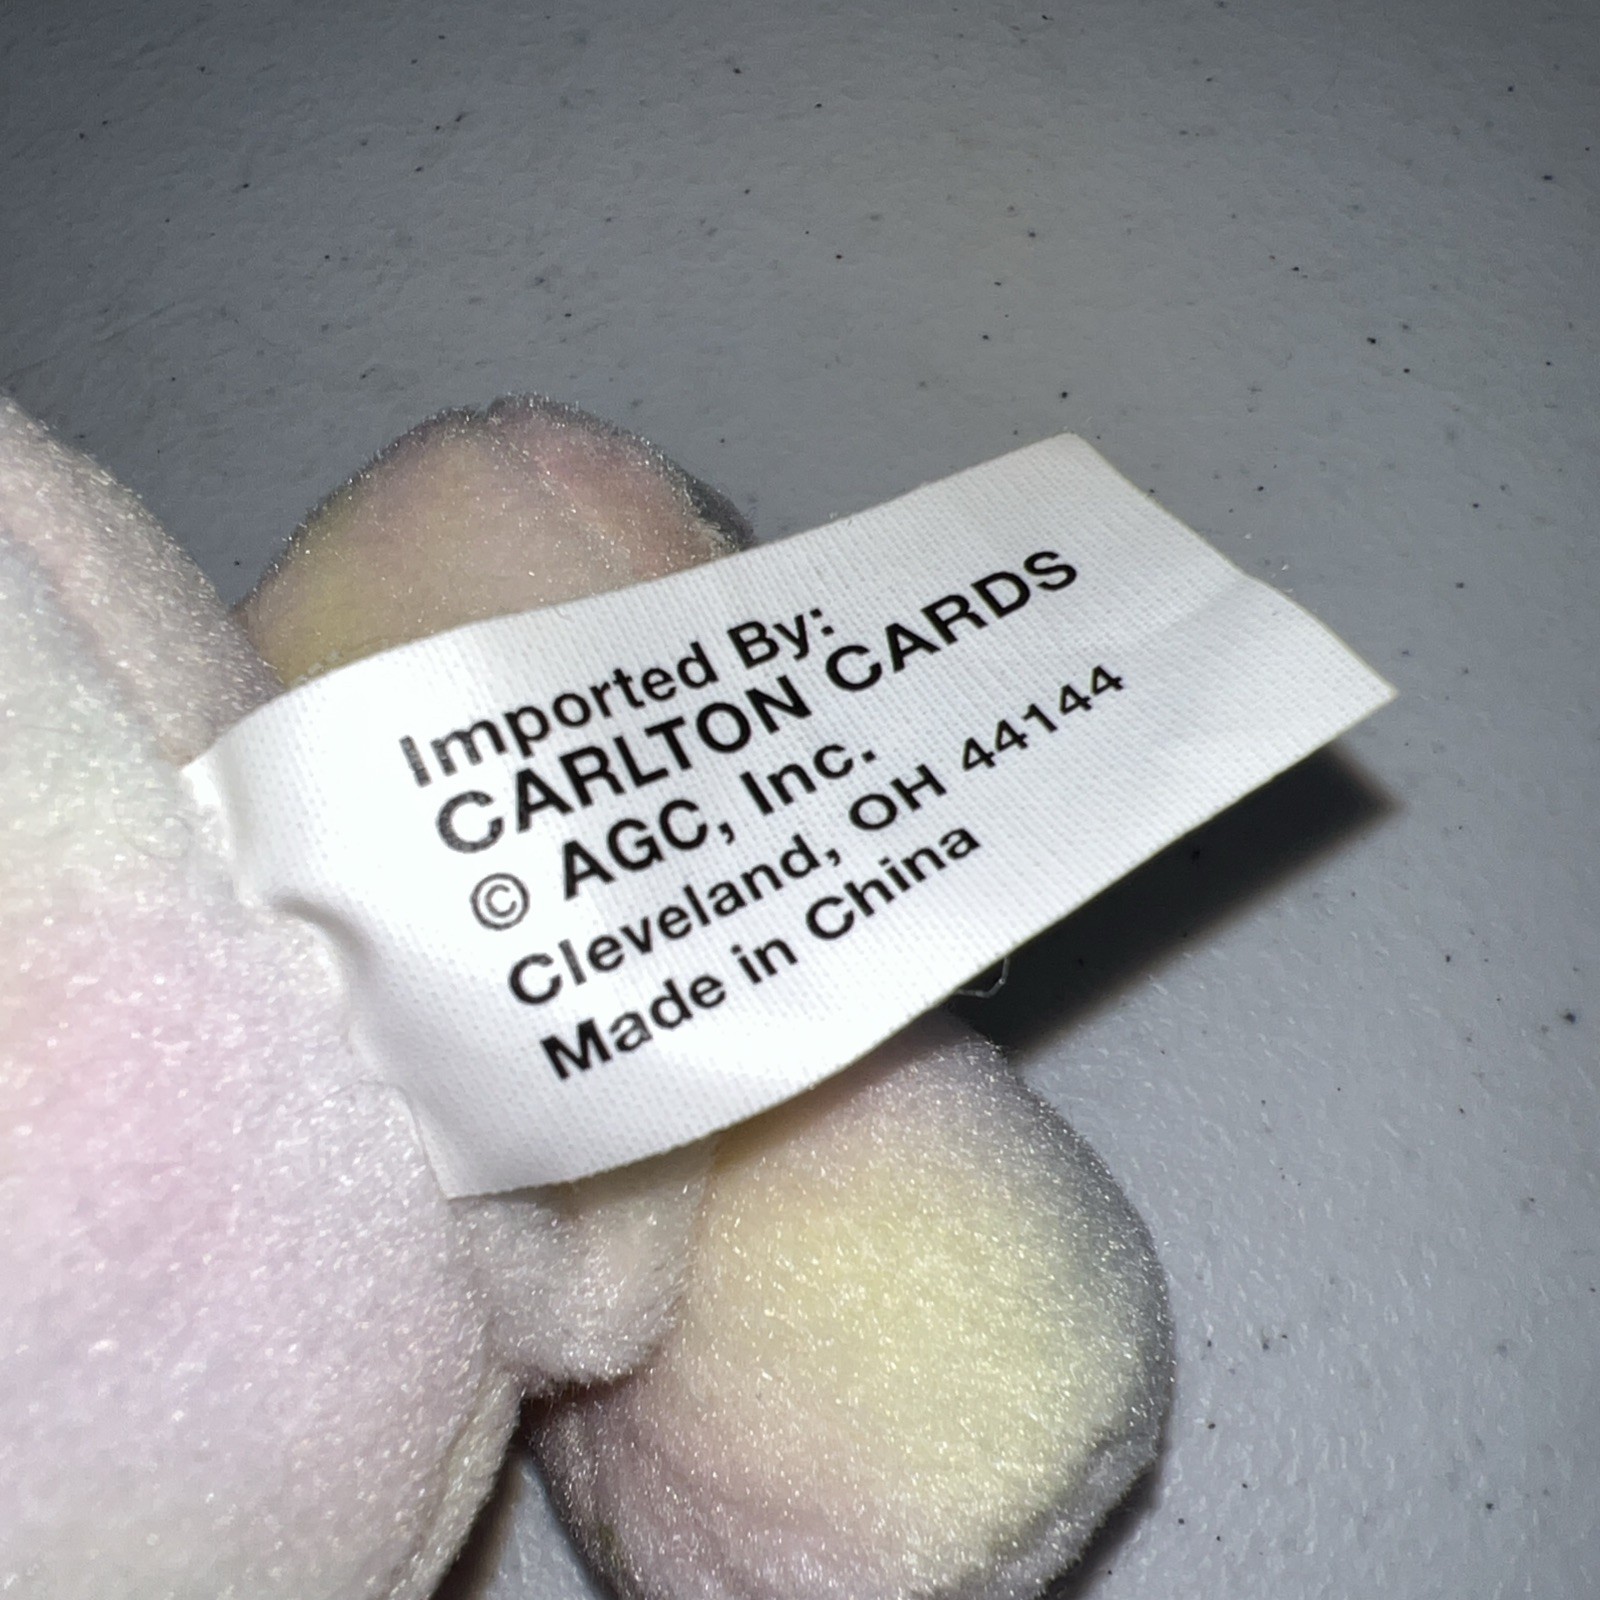 Imported By:
CARLTON CARDS
© AGC, Inc.
Cleveland, OH 44144
Made in China